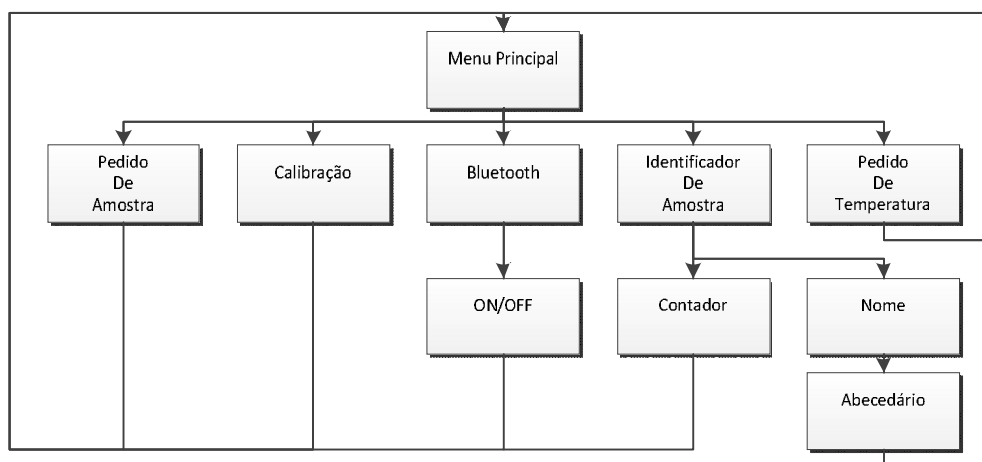 Menu Principal
Pedido
De
Amostra
Calibração
Bluetooth
Identificador
De
Amostra
Pedido
De
Temperatura
ON/OFF
Contador
Nome
Abecedário